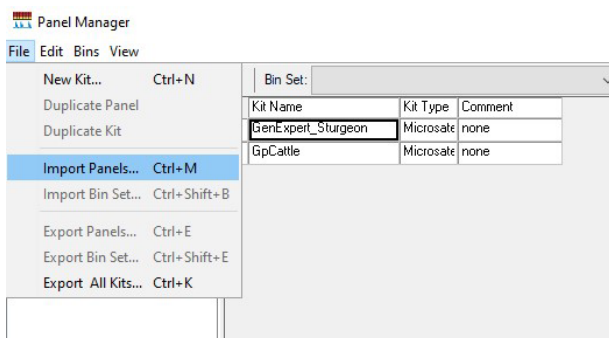 Panel Manager
File Edit Bins View
New Kit... Ctrl+N
Duplicate Panel
Duplicate Kit
Import Panels... Ctrl+M
Import Bin Set... Ctrl+Shift+B
Export Panels... Ctrl+E
Export Bin Set... Ctrl+Shift+E
Export All Kits... Ctrl+K
Bin Set:
Kit Name Kit Type Comment
GenExpert_Sturgeon Microsate none
GpCattle Microsate none